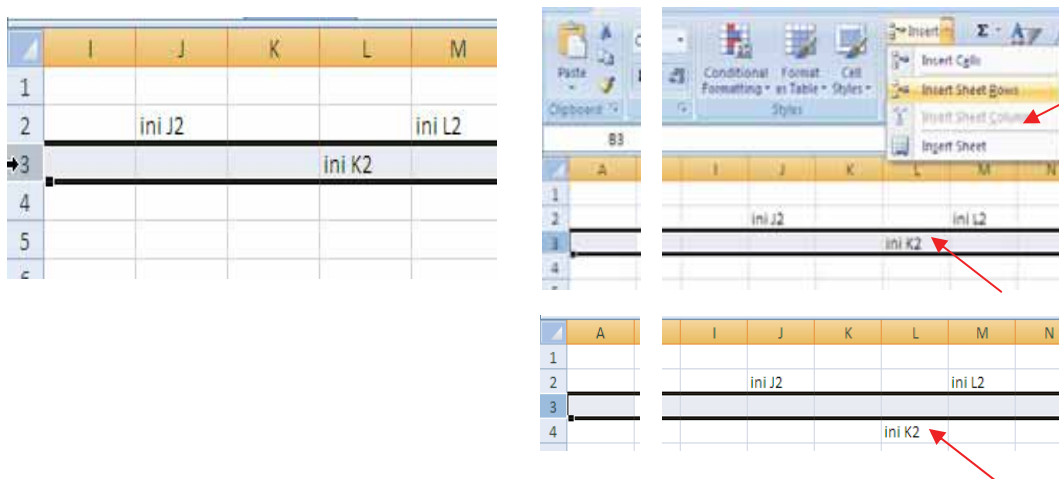 I J K L M
1
2 ini J2 ini L2
3 ini K2
4
5
Paste
Clipboard
Conditional Formatting
Format as Table
Cell Styles
Styles
Insert
Σ
Insert Cells
Insert Sheet Rows
Insert Sheet Colum
Insert Sheet
B3
A I J K L M N
1
2 ini J2 ini L2
3 ini K2
4
A I J K L M N
1
2 ini J2 ini L2
3
4 ini K2